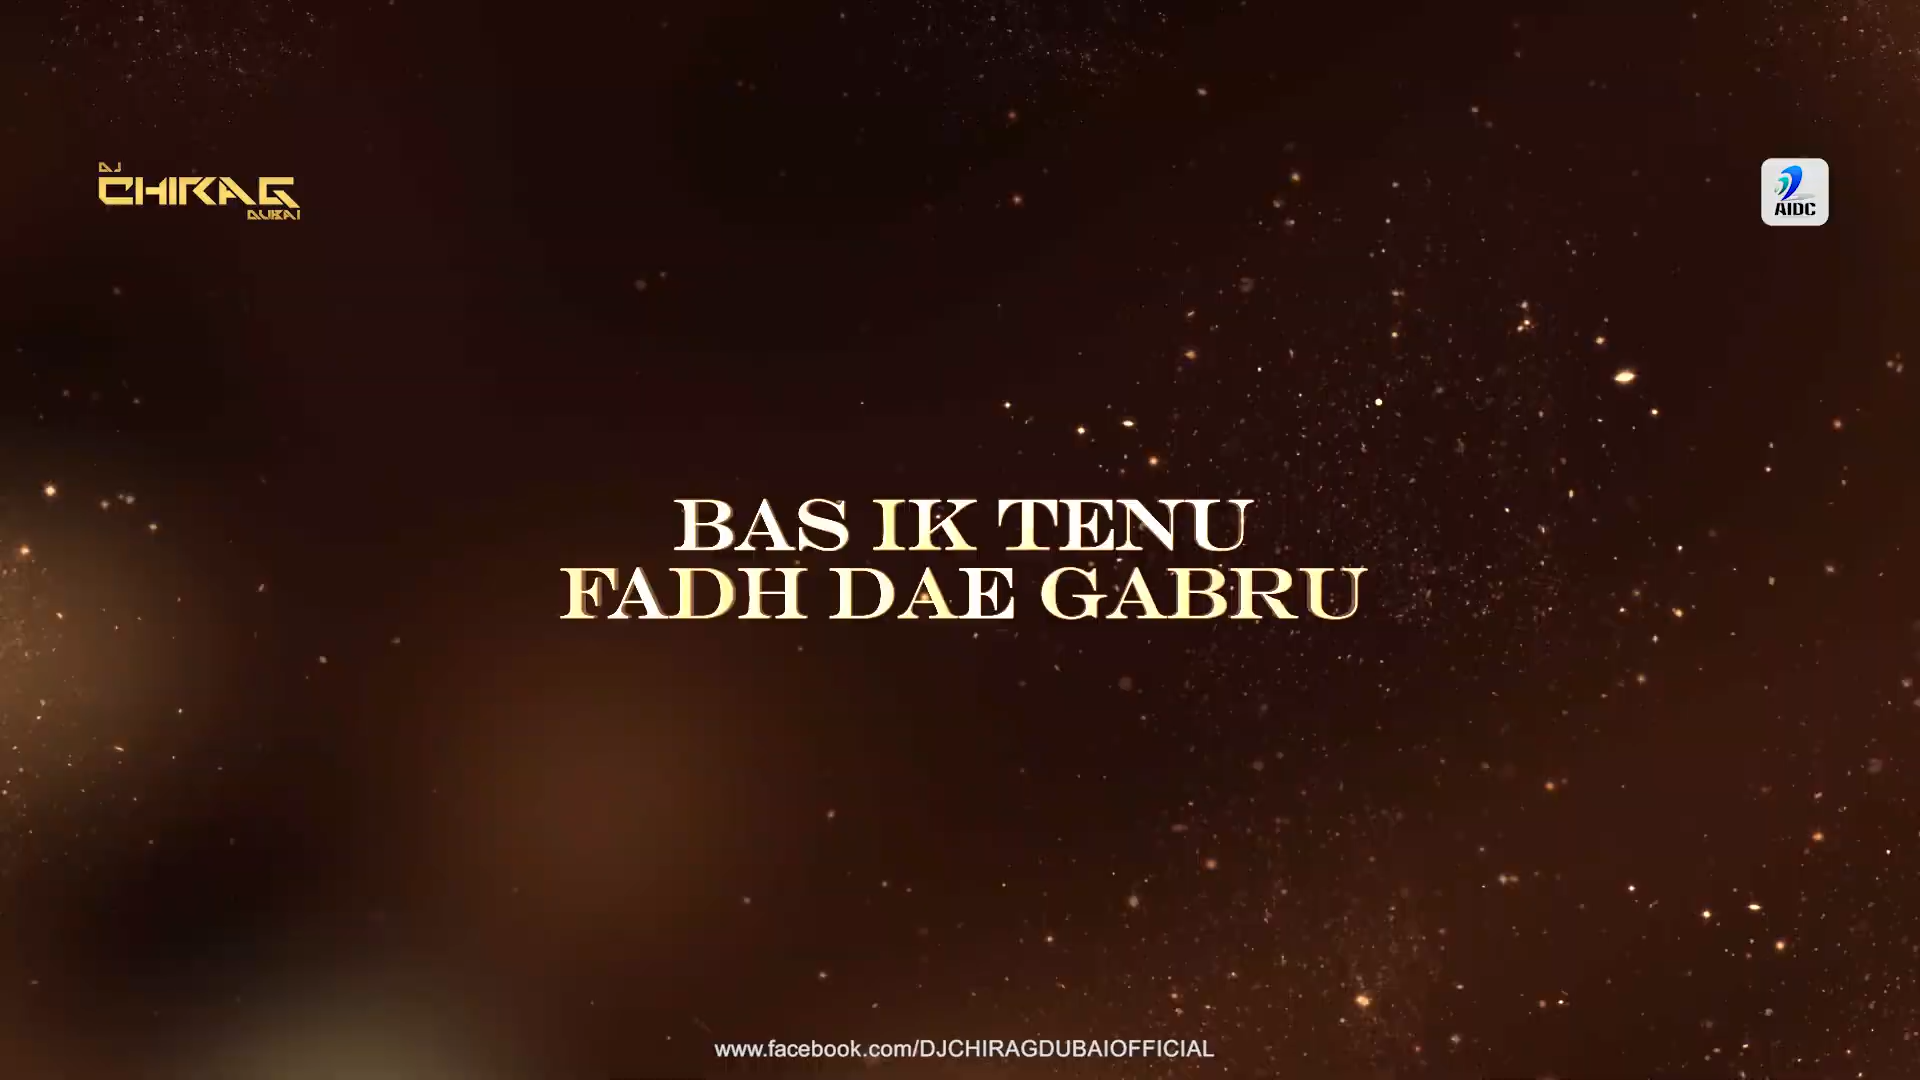 DJ
CHIRAG
DUBAI
AIDC
BAS IK TENU
FADH DAE GABRU
www.facebook.com/DJCHIRAGDUBAIOFFICIAL